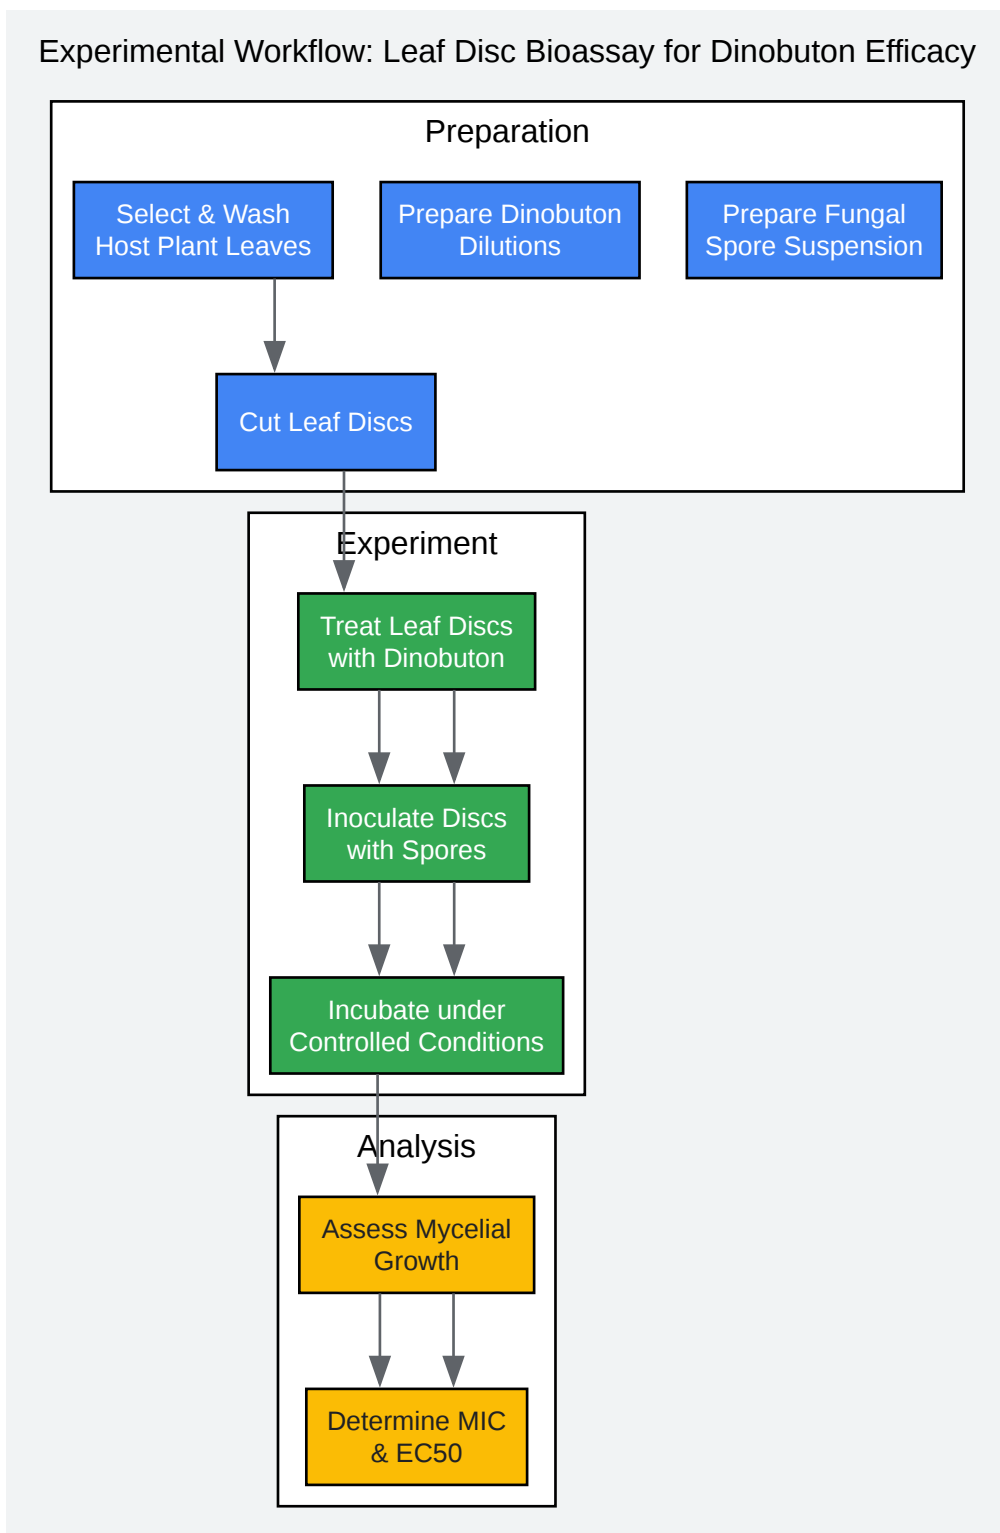 Experimental Workflow: Leaf Disc Bioassay for Dinobuton Efficacy
Preparation
Select & Wash
Host Plant Leaves
Prepare Dinobuton
Dilutions
Prepare Fungal
Spore Suspension
Cut Leaf Discs
Experiment
Treat Leaf Discs
with Dinobuton
Inoculate Discs
with Spores
Incubate under
Controlled Conditions
Analysis
Assess Mycelial
Growth
Determine MIC
& EC50